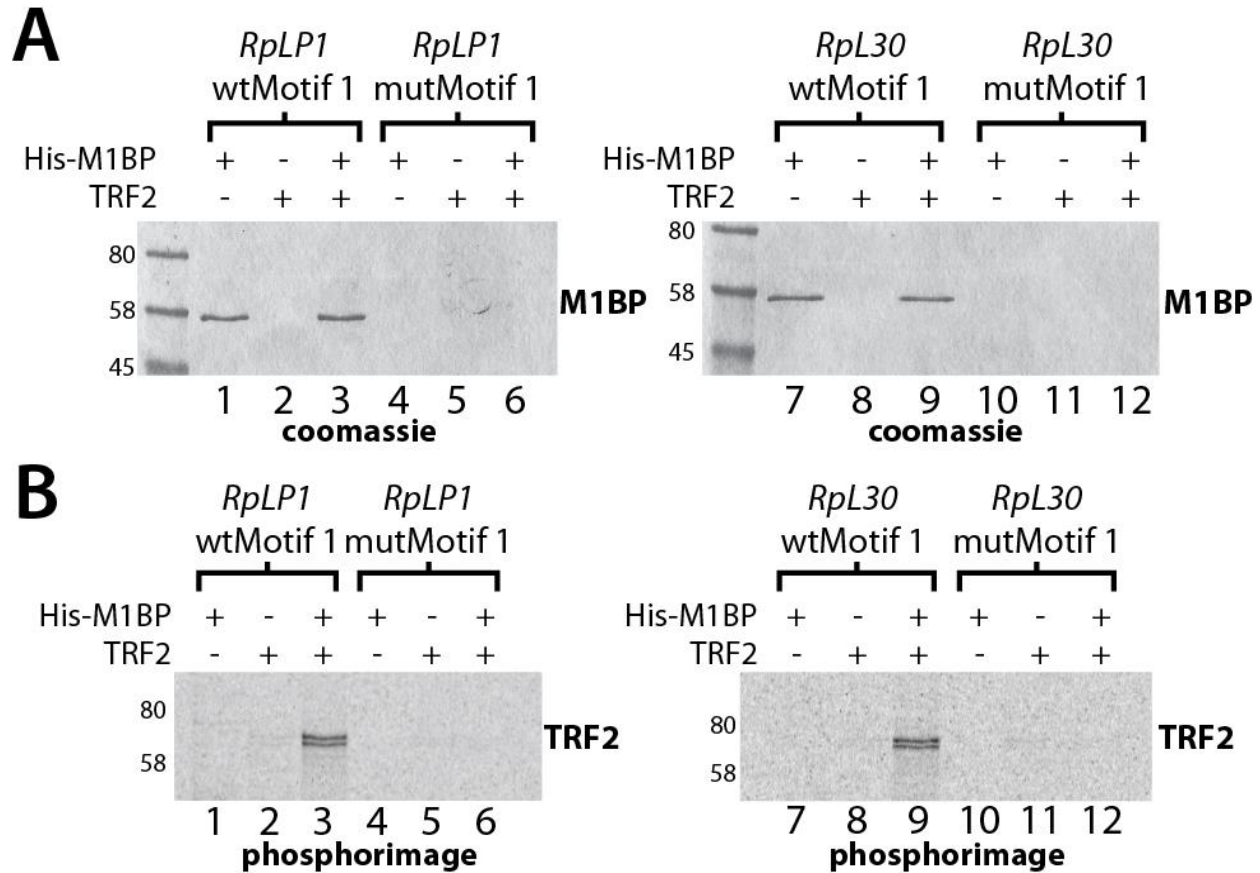 A
RpLP1 RpLP1 RpL30 RpL30
wtMotif 1 mutMotif 1 wtMotif 1 mutMotif 1
His-M1BP + - + + - + His-M1BP + - + + - +
TRF2 - + + - + + TRF2 - + + - + +
80 80
58 M1BP 58 M1BP
45 45
1 2 3 4 5 6 7 8 9 10 11 12
coomassie coomassie
B
RpLP1 RpLP1 RpL30 RpL30
wtMotif 1 mutMotif 1 wtMotif 1 mutMotif 1
His-M1BP + - + + - + His-M1BP + - + + - +
TRF2 - + + - + + TRF2 - + + - + +
80 TRF2 80 TRF2
58 58
1 2 3 4 5 6 7 8 9 10 11 12
phosphorimage phosphorimage